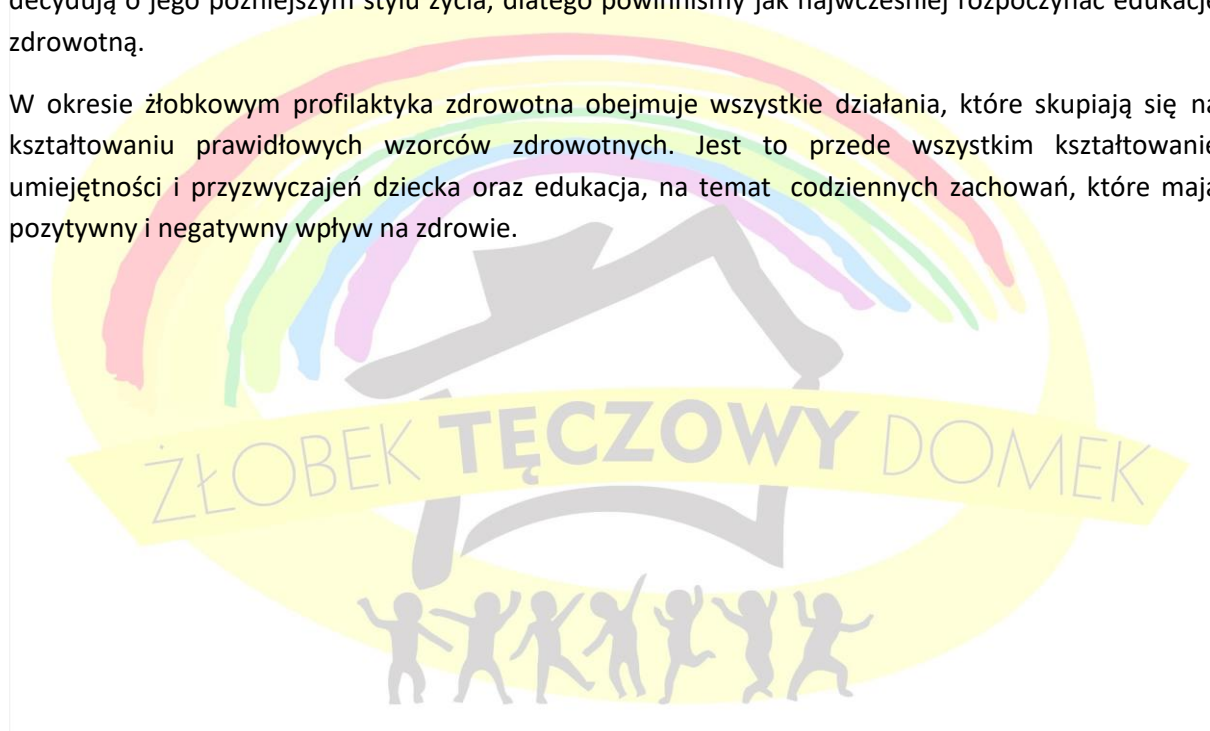 decydują o jego późniejszym stylu życia, dlatego powinniśmy jak najwcześniej rozpoczynać edukację
zdrowotną.
W okresie żłobkowym profilaktyka zdrowotna obejmuje wszystkie działania, które skupiają się na
kształtowaniu prawidłowych wzorców zdrowotnych. Jest to przede wszystkim kształtowanie
umiejętności i przyzwyczajeń dziecka oraz edukacja, na temat codziennych zachowań, które mają
pozytywny i negatywny wpływ na zdrowie.
ŻŁOBEK TĘCZOWY DOMEK